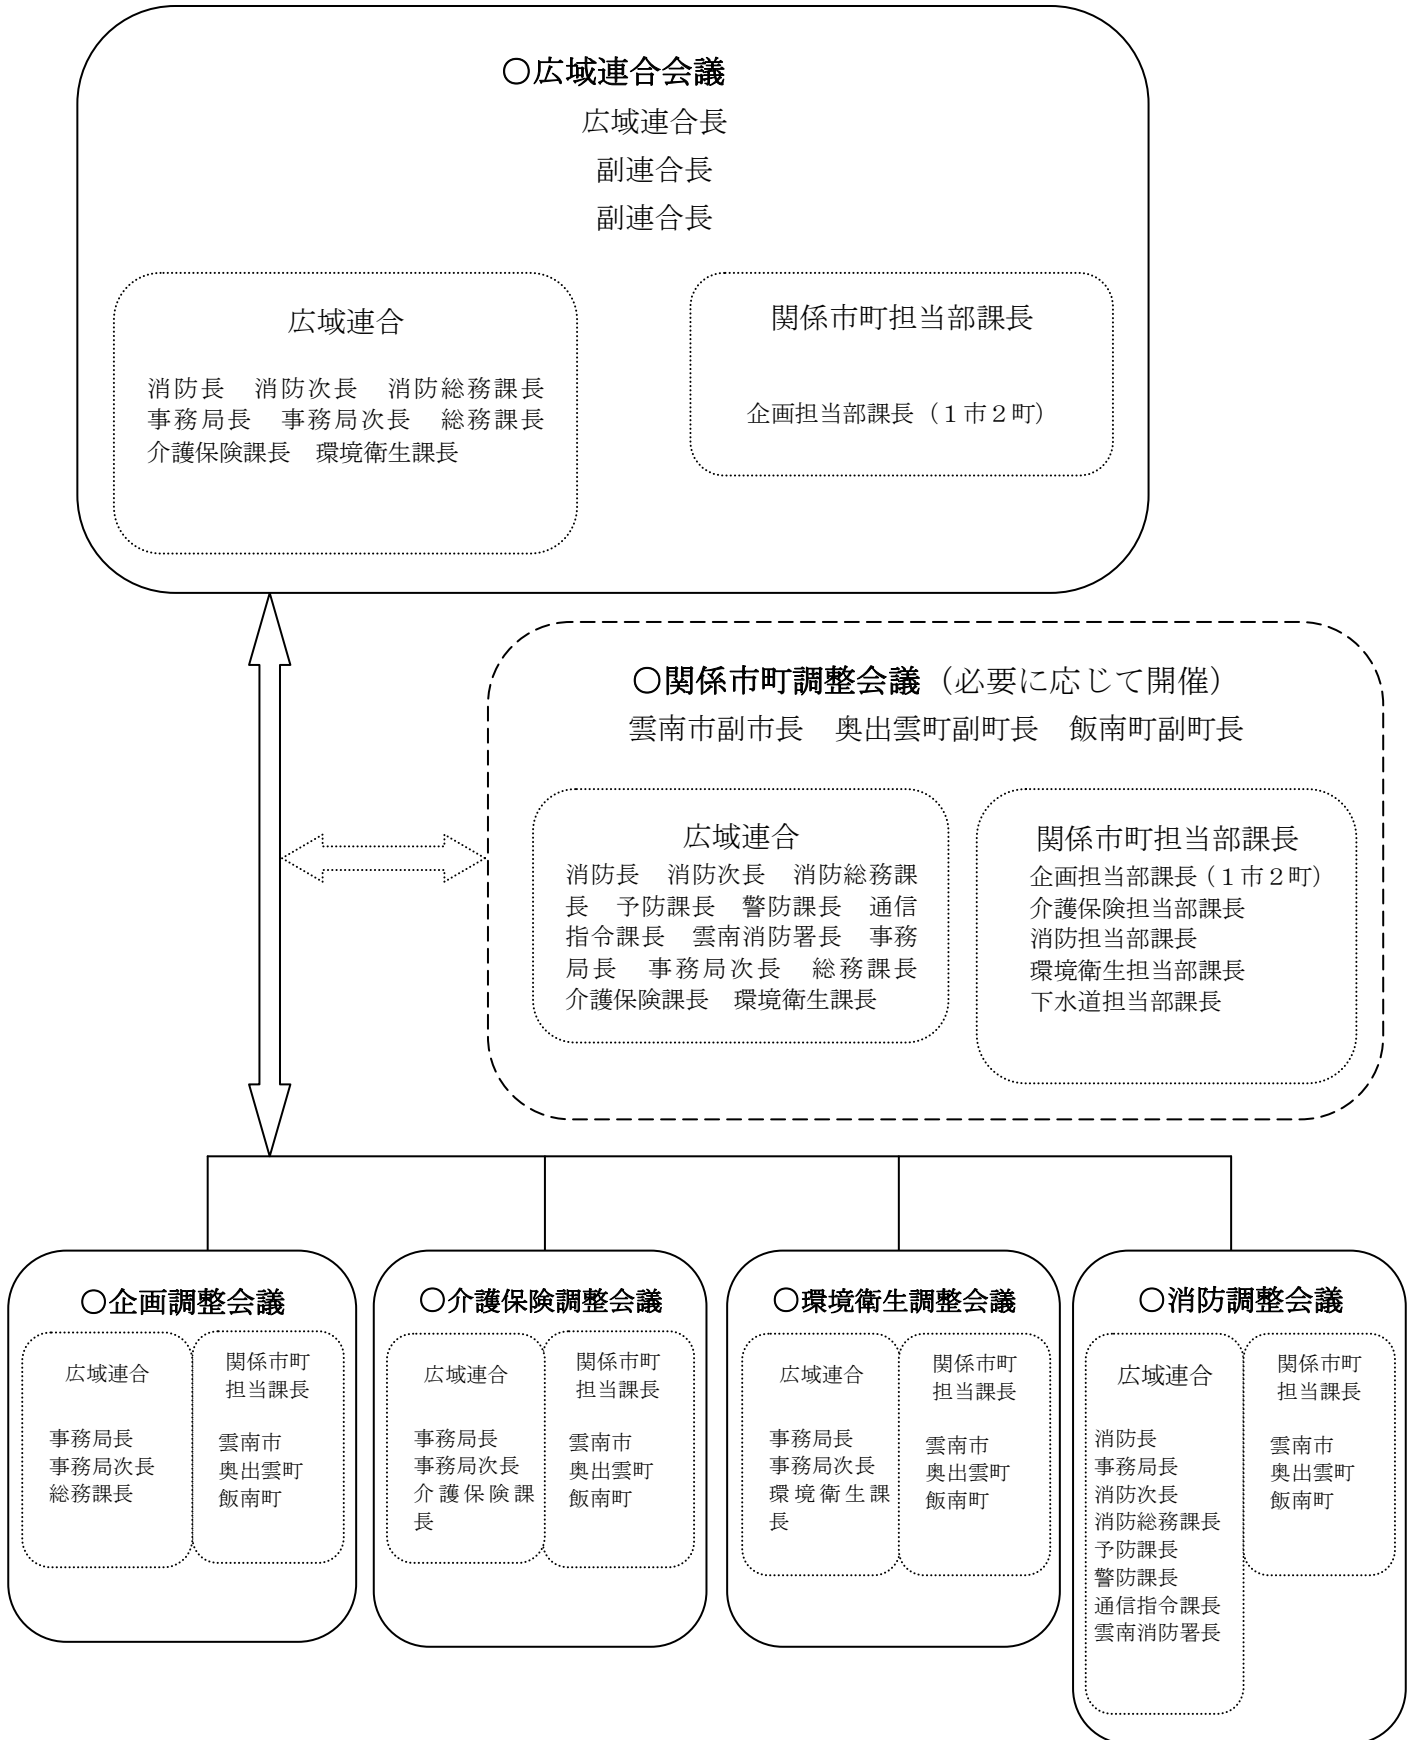 〇広域連合会議
広域連合長
副連合長
副連合長
広域連合
消防長　消防次長　消防総務課長
事務局長　事務局次長　総務課長
介護保険課長　環境衛生課長
関係市町担当部課長
企画担当部課長（１市２町）
〇関係市町調整会議（必要に応じて開催）
雲南市副市長　奥出雲町副町長　飯南町副町長
広域連合
消防長　消防次長　消防総務課
長　予防課長　警防課長　通信
指令課長　雲南消防署長　事務
局長　事務局次長　総務課長
介護保険課長　環境衛生課長
関係市町担当部課長
企画担当部課長（１市２町）
介護保険担当部課長
消防担当部課長
環境衛生担当部課長
下水道担当部課長
〇企画調整会議
広域連合
事務局長
事務局次長
総務課長
関係市町
担当課長
雲南市
奥出雲町
飯南町
〇介護保険調整会議
広域連合
事務局長
事務局次長
介護保険課
長
関係市町
担当課長
雲南市
奥出雲町
飯南町
〇環境衛生調整会議
広域連合
事務局長
事務局次長
環境衛生課
長
関係市町
担当課長
雲南市
奥出雲町
飯南町
〇消防調整会議
広域連合
消防長
事務局長
消防次長
消防総務課長
予防課長
警防課長
通信指令課長
雲南消防署長
関係市町
担当課長
雲南市
奥出雲町
飯南町